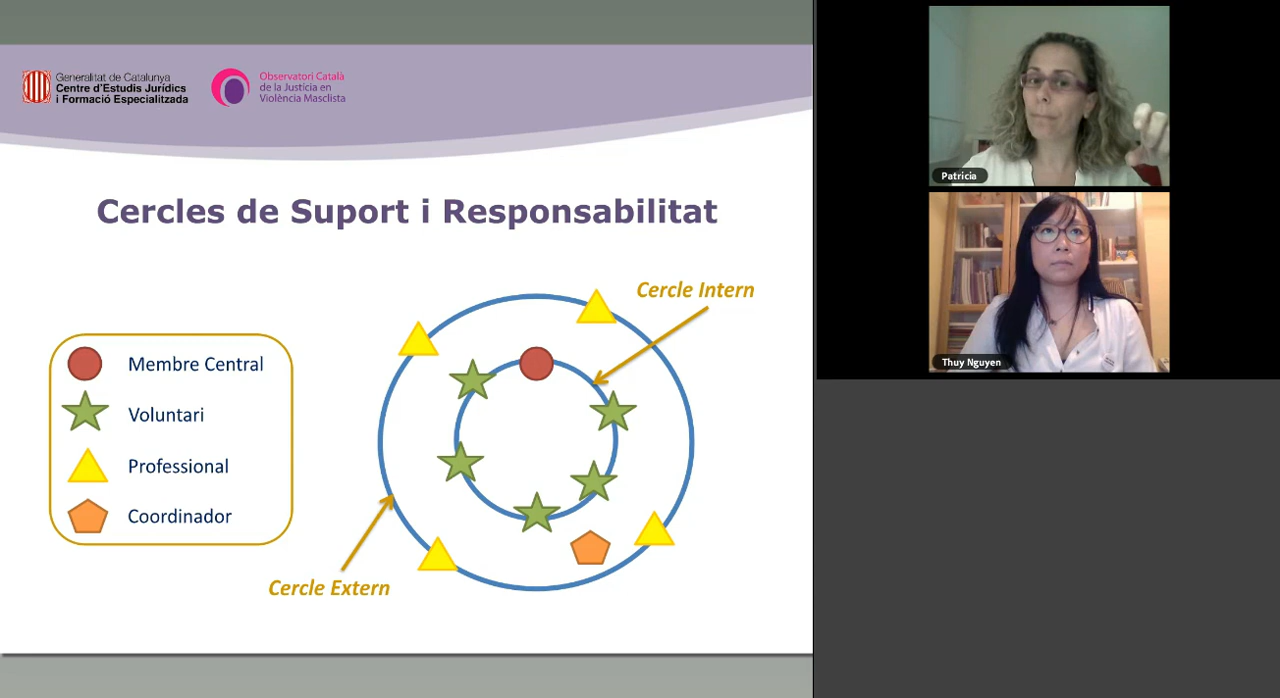 Generalitat de Catalunya
Centre d'Estudis Jurídics
i Formació Especialitzada
Observatori Català
de la Justícia en
Violència Masclista
Cercles de Suport i Responsabilitat
Cercle Intern
Membre Central
Voluntari
Professional
Coordinador
Cercle Extern
Patricia
Thuy Nguyen